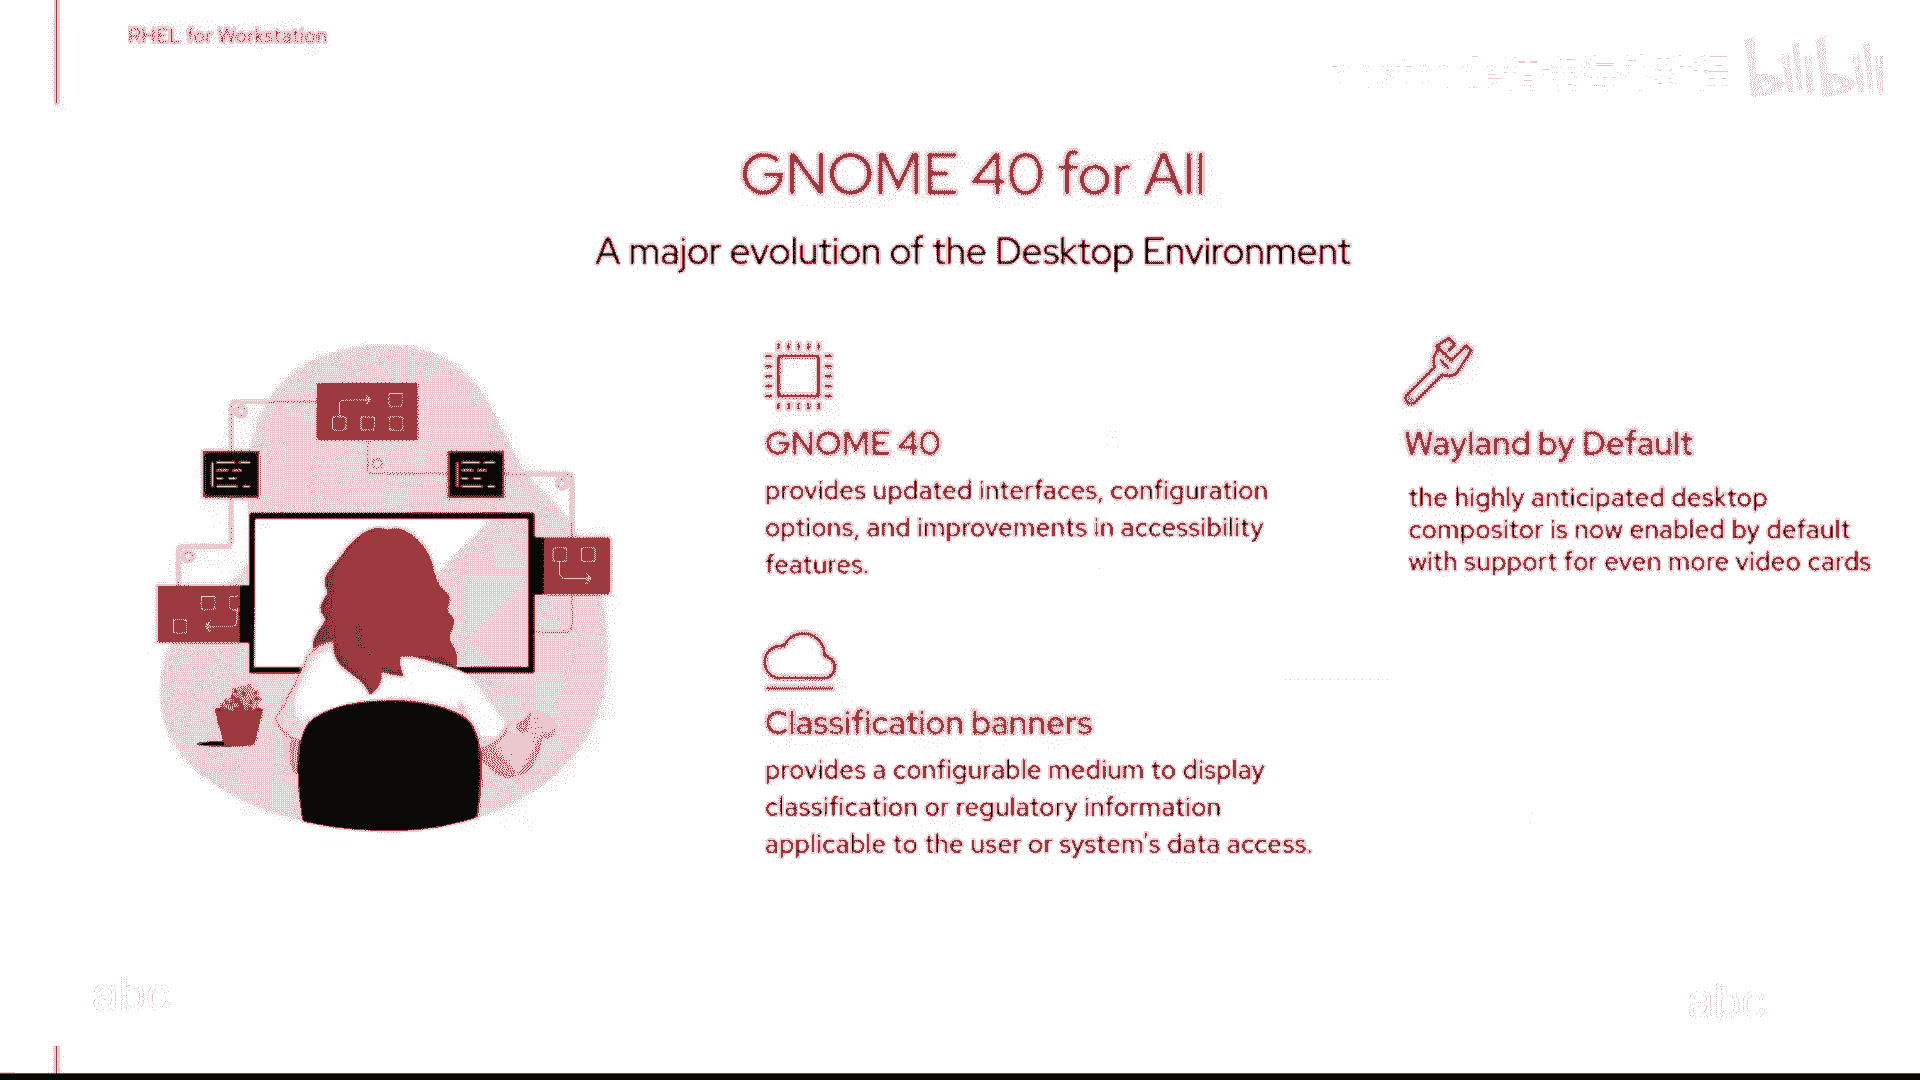 RHEL for Workstation
bilibili
GNOME 40 for All
A major evolution of the Desktop Environment
GNOME 40
provides updated interfaces, configuration
options, and improvements in accessibility
features.
Wayland by Default
the highly anticipated desktop
compositor is now enabled by default
with support for even more video cards
Classification banners
provides a configurable medium to display
classification or regulatory information
applicable to the user or system's data access.
abc
abc